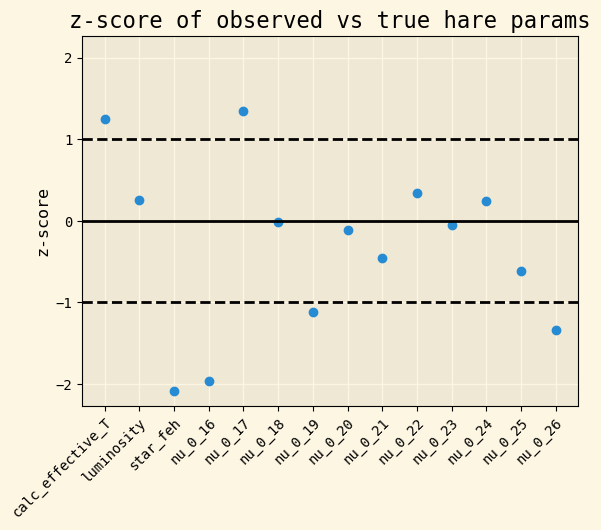 z-score of observed vs true hare params
z-score
2
1
0
−1
−2
calc_effective_T
luminosity
star_feh
nu_0_16
nu_0_17
nu_0_18
nu_0_19
nu_0_20
nu_0_21
nu_0_22
nu_0_23
nu_0_24
nu_0_25
nu_0_26